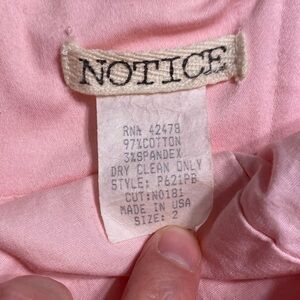 NOTICE
RN# 42478
97%COTTON
3%SPANDEX
DRY CLEAN ONLY
STYLE: P621PB
CUT:N0181
MADE IN USA
SIZE: 2